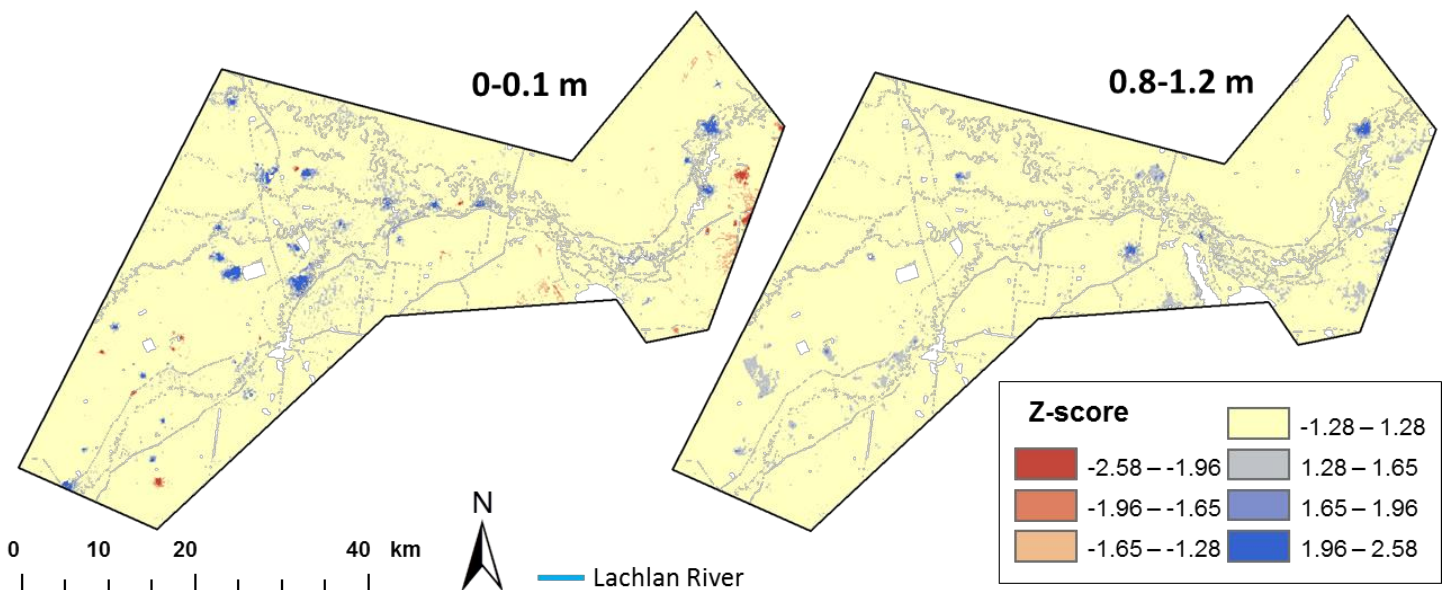 0-0.1 m
0.8-1.2 m
Z-score
-2.58 – -1.96
-1.96 – -1.65
-1.65 – -1.28
-1.28 – 1.28
1.28 – 1.65
1.65 – 1.96
1.96 – 2.58
N
0 10 20 40 km
Lachlan River